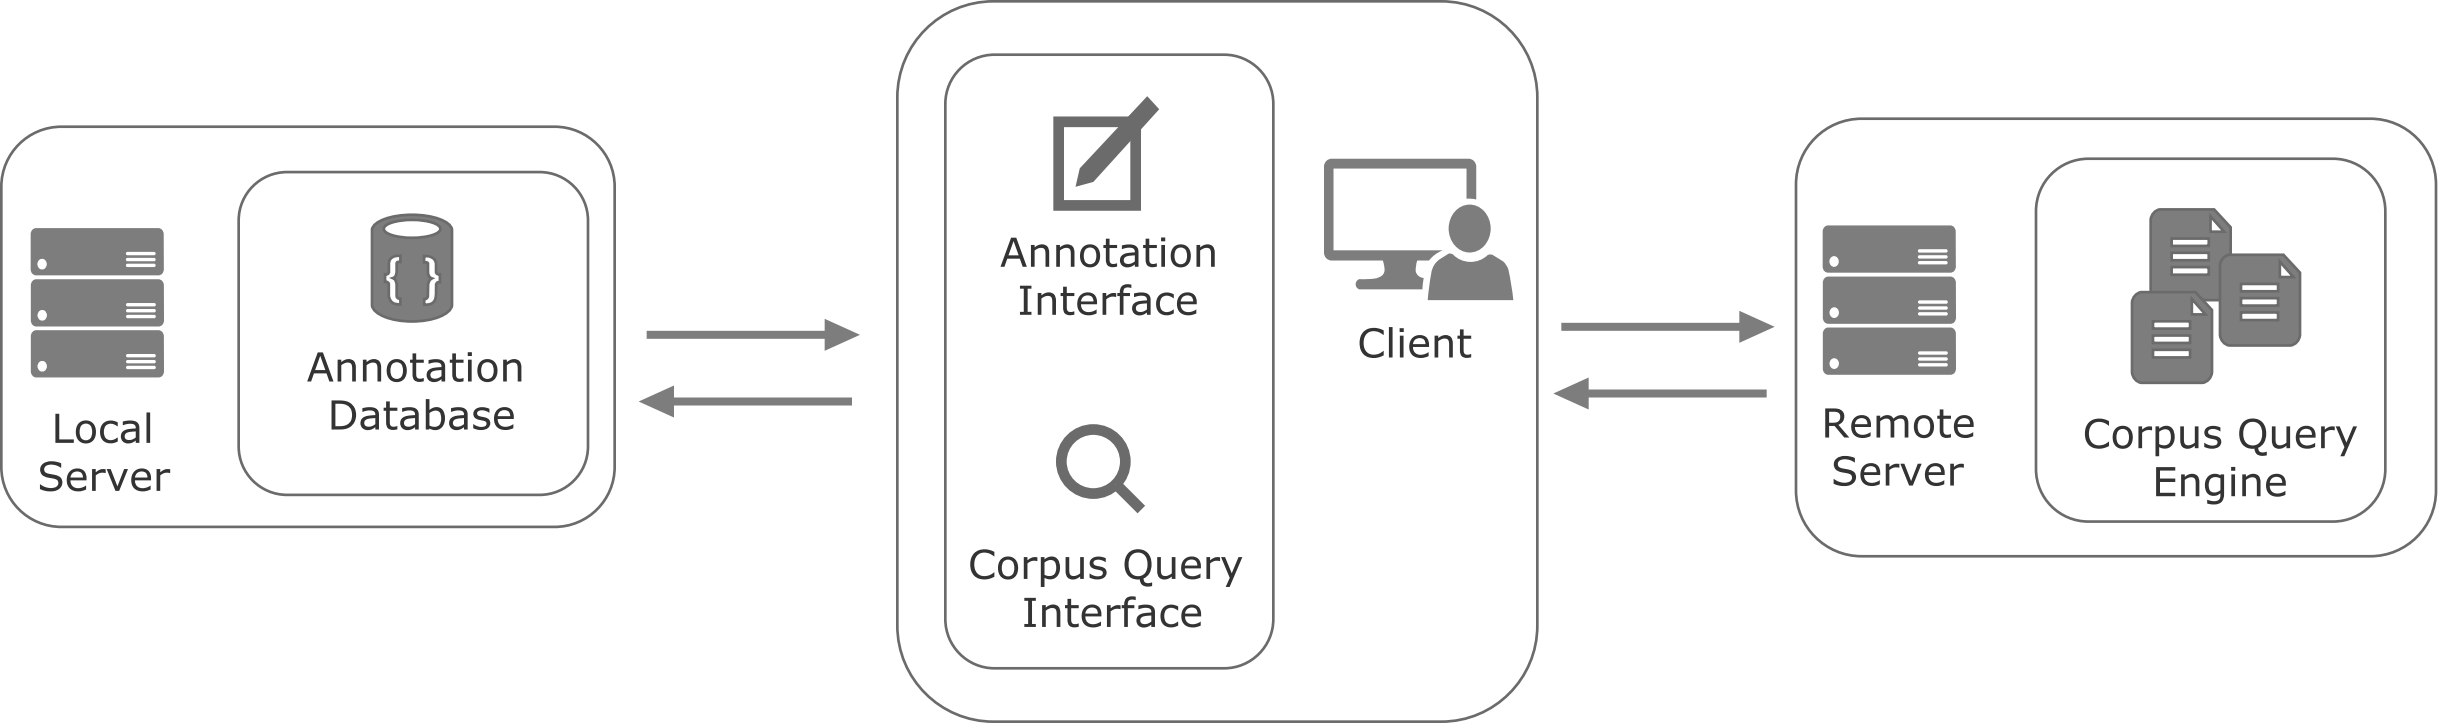 Local
Server
Annotation
Database
Annotation
Interface
Corpus Query
Interface
Client
Remote
Server
Corpus Query
Engine